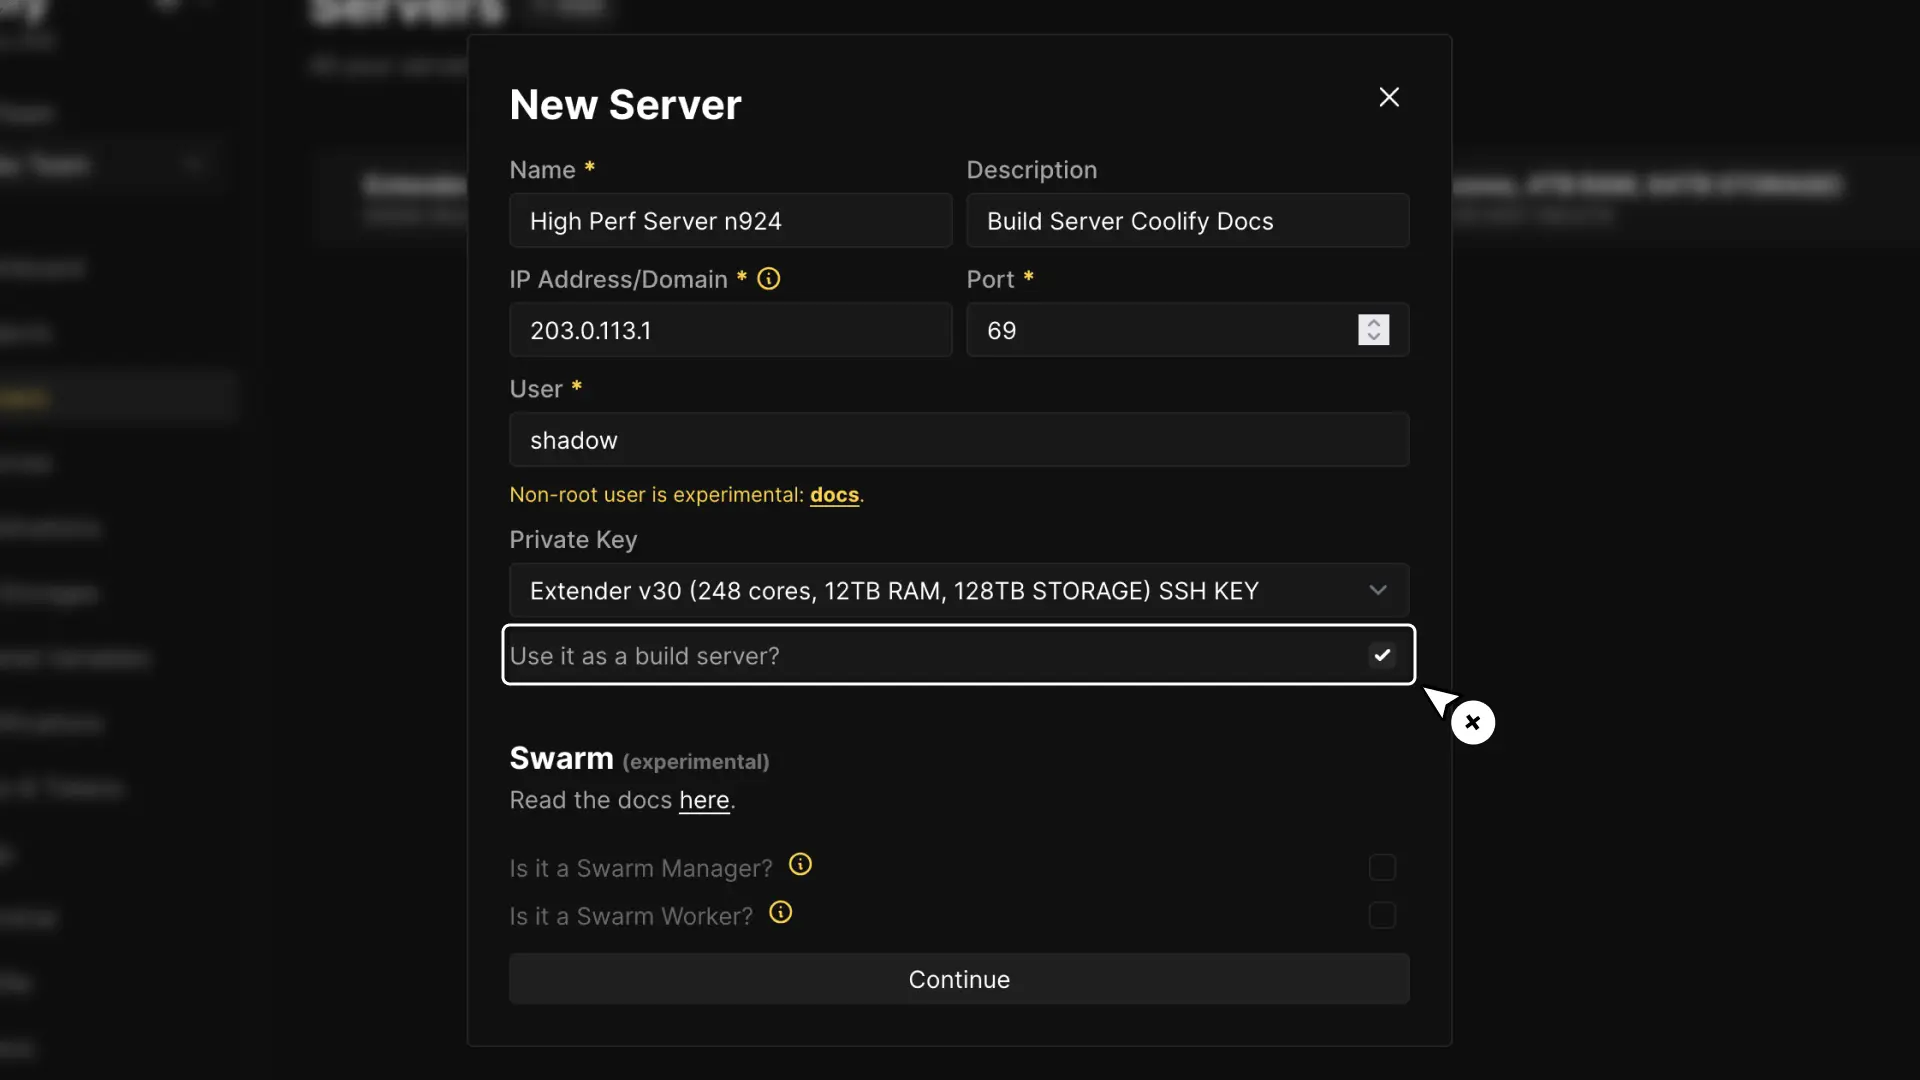 Servers
New Server
Name *
Description
High Perf Server n924
Build Server Coolify Docs
IP Address/Domain *
Port *
203.0.113.1
69
User *
shadow
Non-root user is experimental: docs.
Private Key
Extender v30 (248 cores, 12TB RAM, 128TB STORAGE) SSH KEY
Use it as a build server?
Swarm (experimental)
Read the docs here.
Is it a Swarm Manager?
Is it a Swarm Worker?
Continue